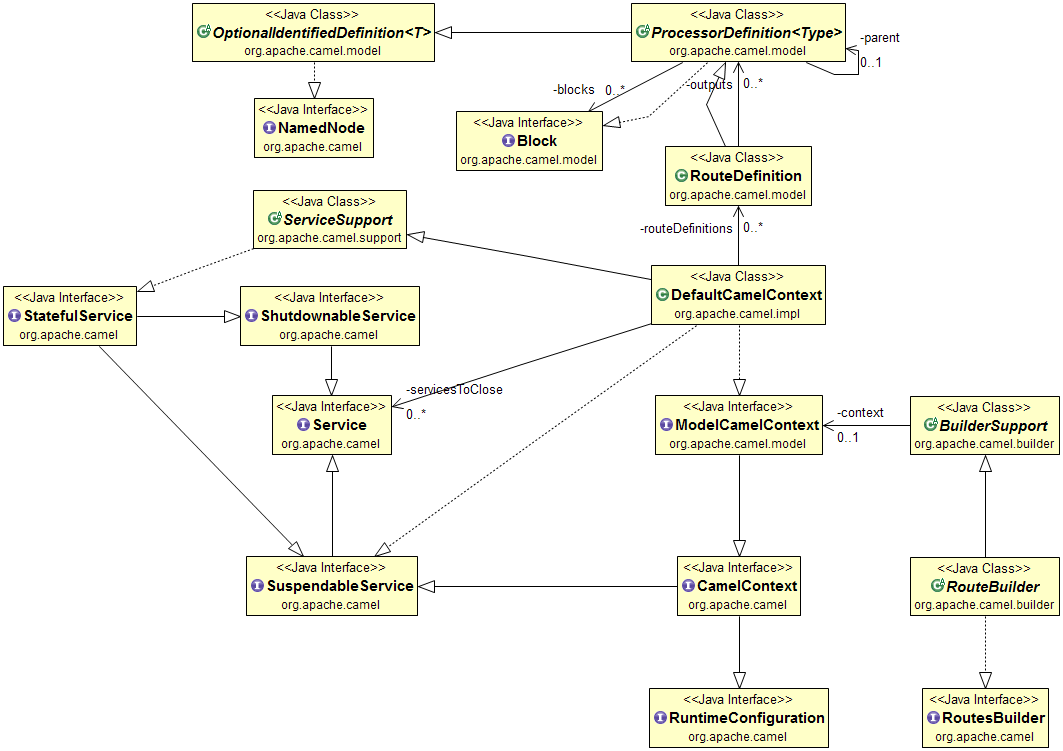 <<Java Class>>
OptionalIdentifiedDefinition<T>
org.apache.camel.model
<<Java Class>>
ProcessorDefinition<Type>
org.apache.camel.model
-parent
0..1
-blocks 0..*
-outputs 0..*
<<Java Interface>>
NamedNode
org.apache.camel
<<Java Interface>>
Block
org.apache.camel.model
<<Java Class>>
RouteDefinition
org.apache.camel.model
<<Java Class>>
ServiceSupport
org.apache.camel.support
-routeDefinitions 0..*
<<Java Class>>
DefaultCamelContext
org.apache.camel.impl
<<Java Interface>>
StatefulService
org.apache.camel
<<Java Interface>>
ShutdownableService
org.apache.camel
-servicesToClose
0..*
<<Java Interface>>
Service
org.apache.camel
<<Java Interface>>
ModelCamelContext
org.apache.camel.model
-context
0..1
<<Java Class>>
BuilderSupport
org.apache.camel.builder
<<Java Interface>>
SuspendableService
org.apache.camel
<<Java Interface>>
CamelContext
org.apache.camel
<<Java Class>>
RouteBuilder
org.apache.camel.builder
<<Java Interface>>
RuntimeConfiguration
org.apache.camel
<<Java Interface>>
RoutesBuilder
org.apache.camel